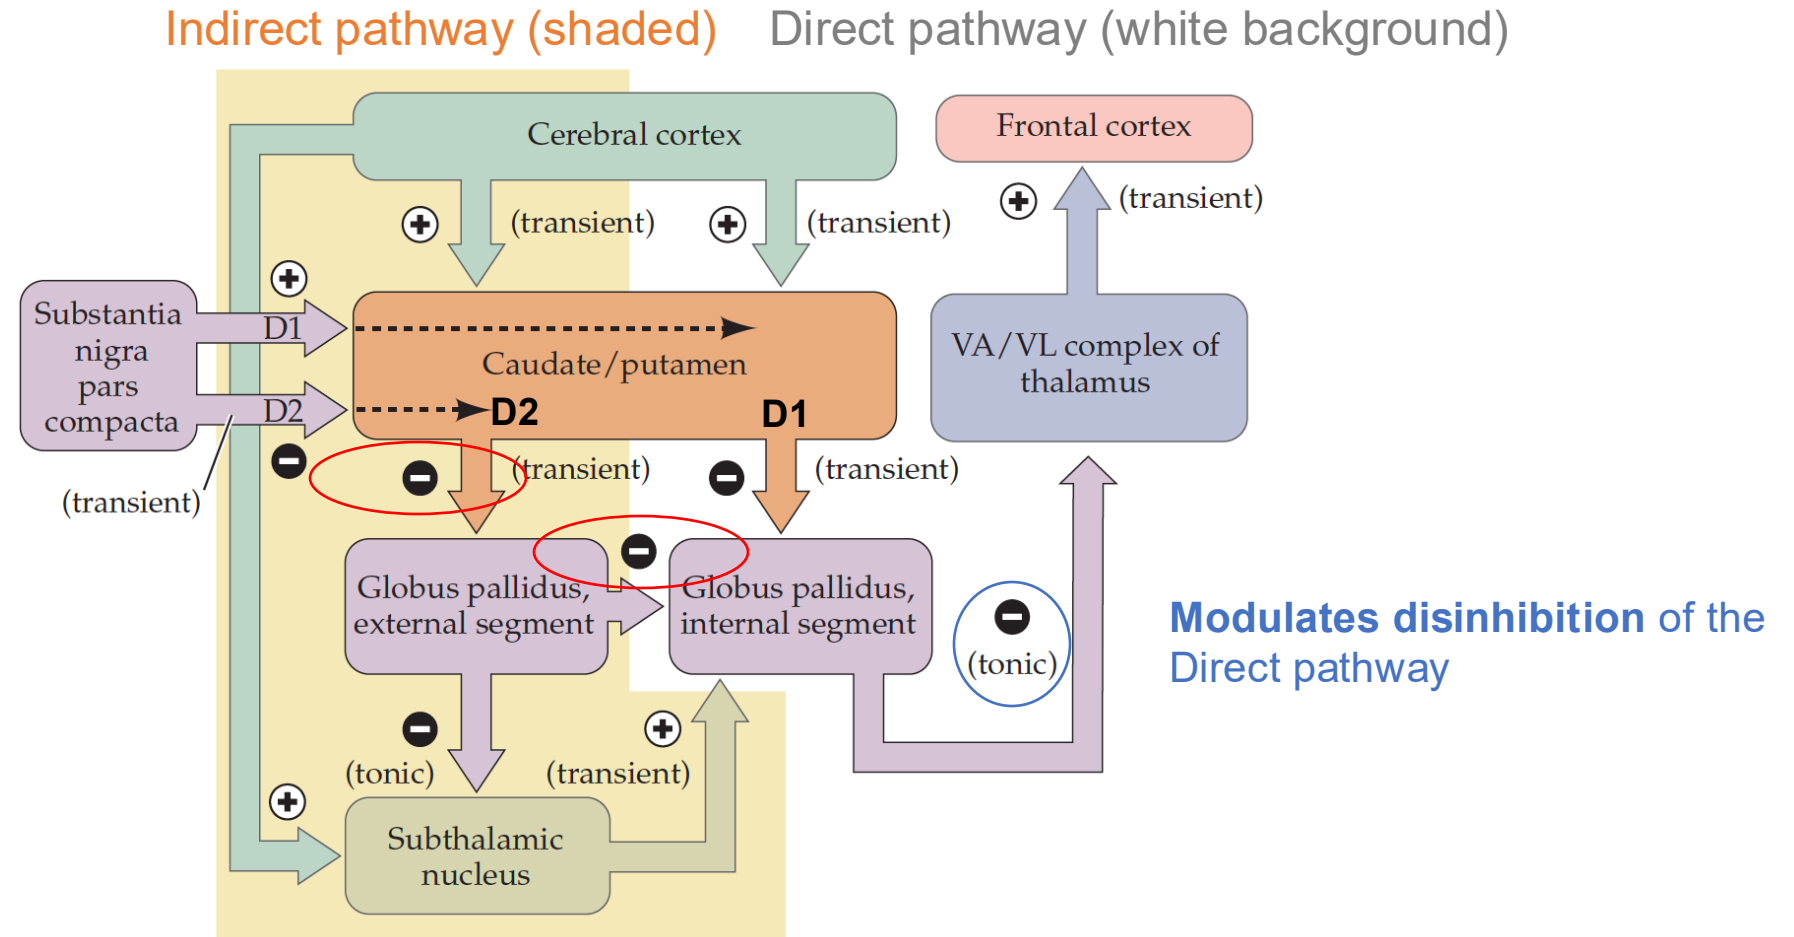 Indirect pathway (shaded)
Direct pathway (white background)
Cerebral cortex
Frontal cortex
(transient)
(transient)
(transient)
Substantia
nigra
pars
compacta
D1
D2
(transient)
Caudate/putamen
D2
D1
VA/VL complex of
thalamus
(transient)
(transient)
Globus pallidus,
external segment
Globus pallidus,
internal segment
(tonic)
Modulates disinhibition of the
Direct pathway
(tonic)
(transient)
Subthalamic
nucleus